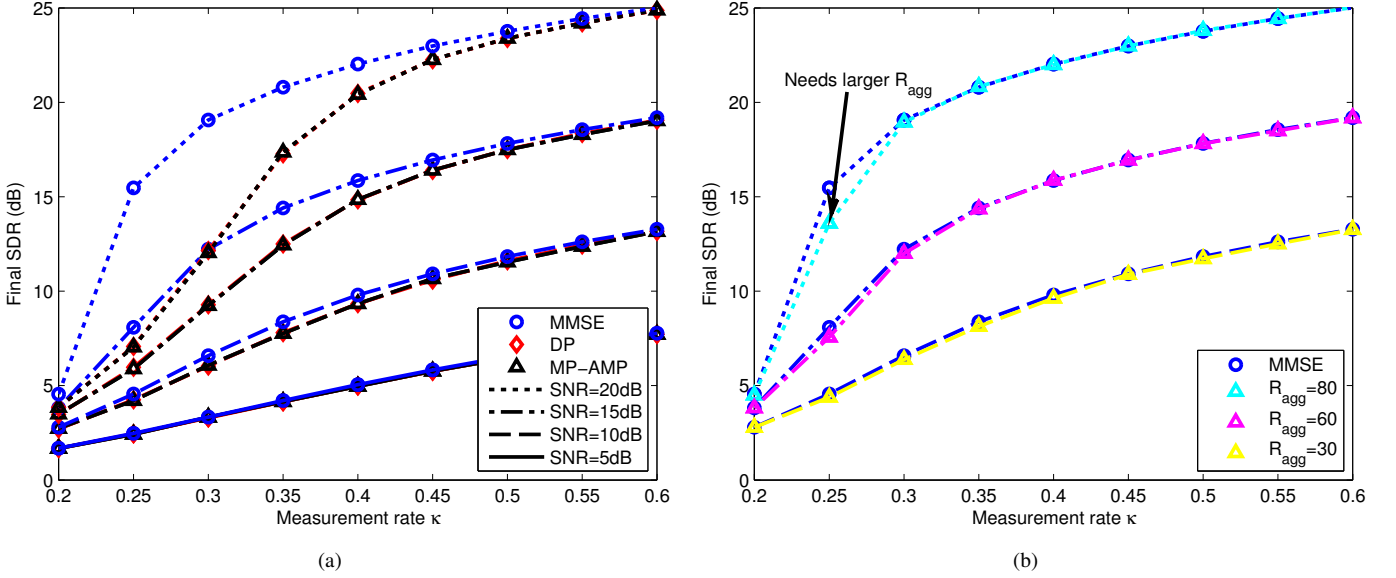 25
20
15
10
5
0
Final SDR (dB)
MMSE
DP
MP−AMP
SNR=20dB
SNR=15dB
SNR=10dB
SNR=5dB
0.2 0.25 0.3 0.35 0.4 0.45 0.5 0.55 0.6
Measurement rate κ
(a)
25
20
15
10
5
0
Final SDR (dB)
Needs larger R_agg
MMSE
R_agg=80
R_agg=60
R_agg=30
0.2 0.25 0.3 0.35 0.4 0.45 0.5 0.55 0.6
Measurement rate κ
(b)